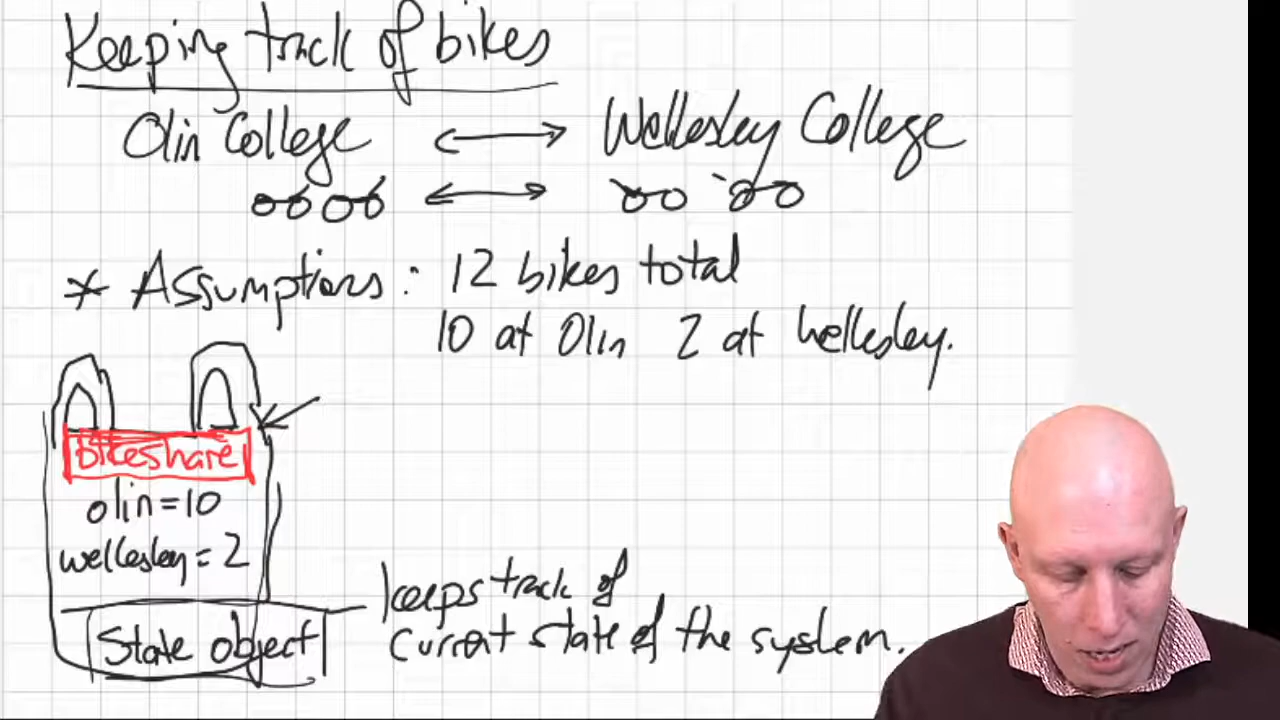 Keeping track of bikes
Olin College ↔ Wellesley College
* Assumptions: 12 bikes total
10 at Olin 2 at Wellesley.
bikeshare
olin=10
wellesley=2
State object
keeps track of
current state of the system.